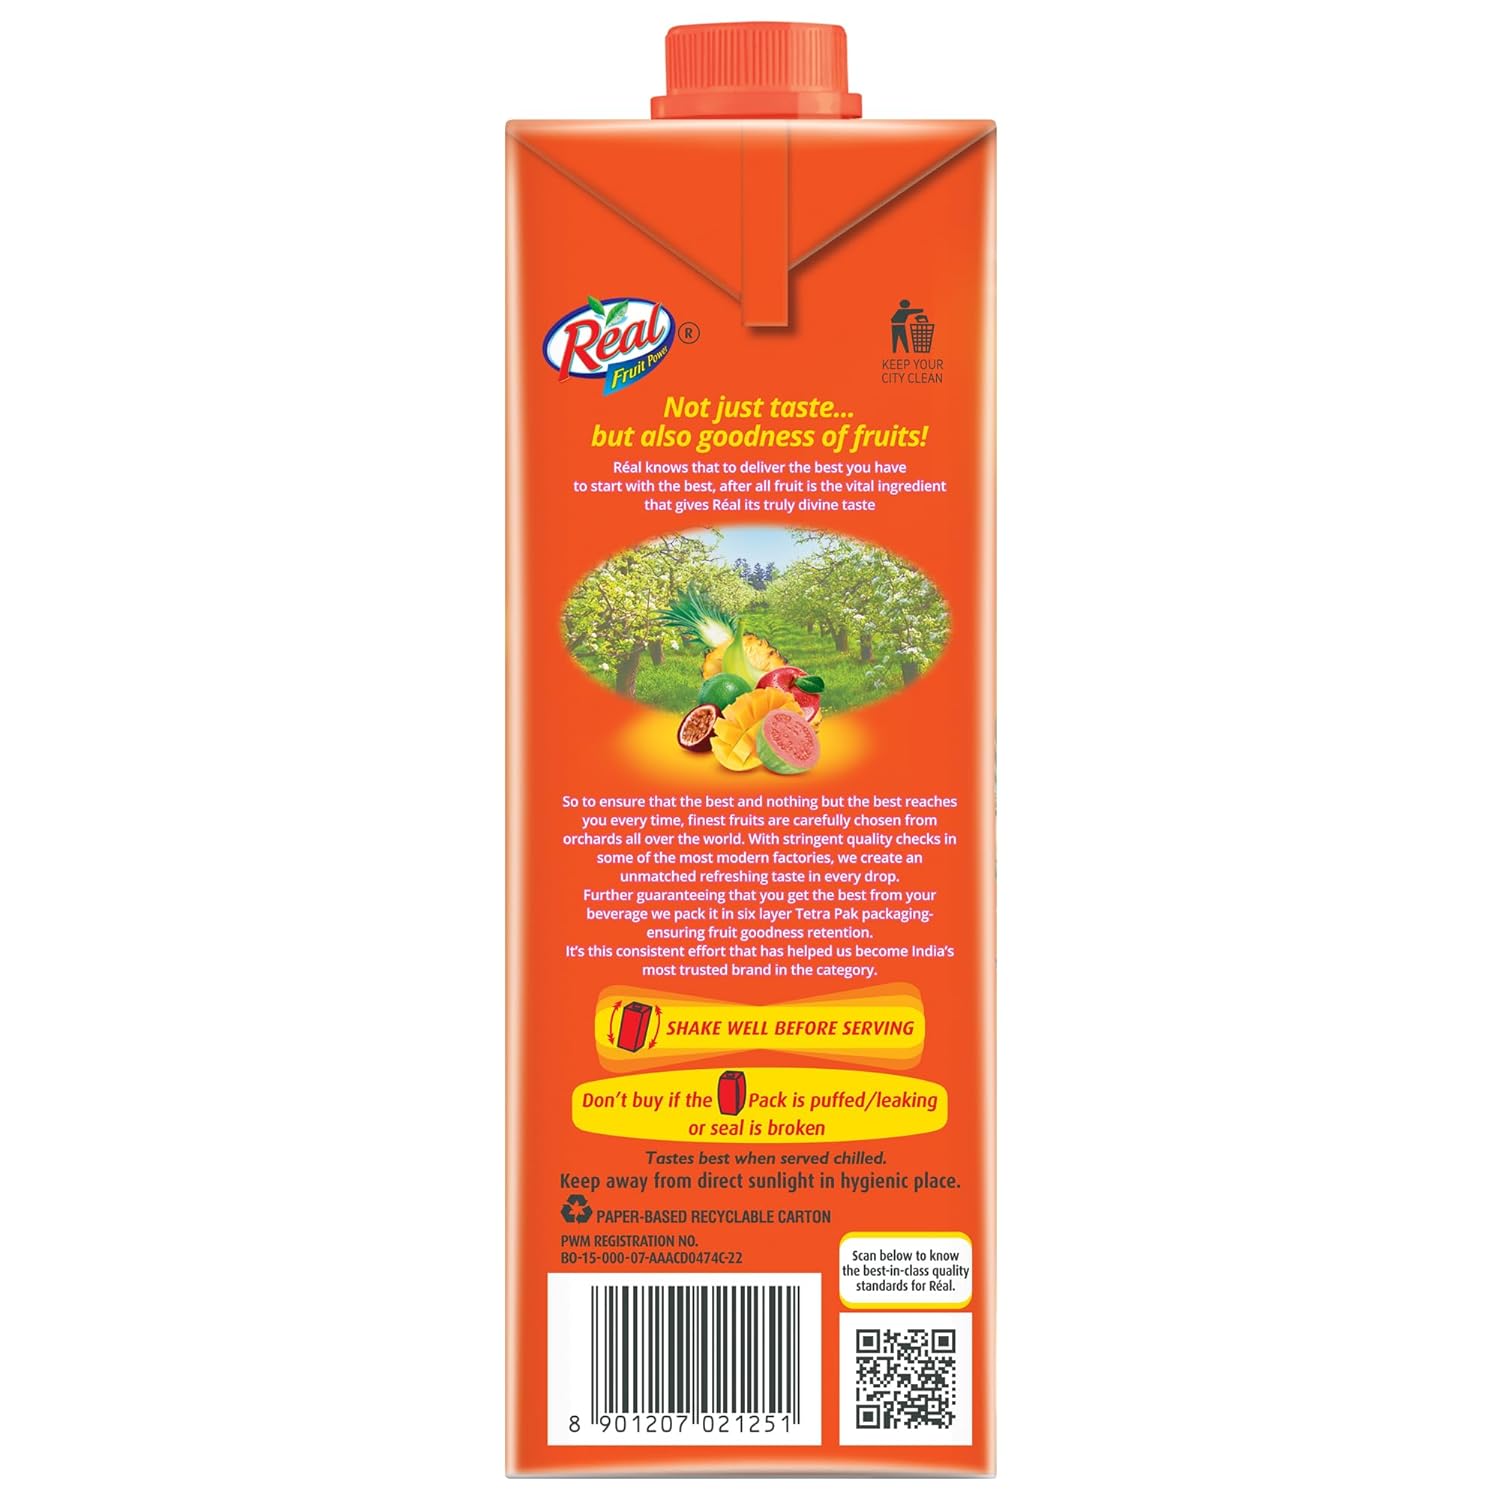 Réal
Fruit Power
®
KEEP YOUR
CITY CLEAN
Not just taste...
but also goodness of fruits!
Réal knows that to deliver the best you have
to start with the best, after all fruit is the vital ingredient
that gives Réal its truly divine taste
So to ensure that the best and nothing but the best reaches
you every time, finest fruits are carefully chosen from
orchards all over the world. With stringent quality checks in
some of the most modern factories, we create an
unmatched refreshing taste in every drop.
Further guaranteeing that you get the best from your
beverage we pack it in six layer Tetra Pak packaging-
ensuring fruit goodness retention.
It's this consistent effort that has helped us become India's
most trusted brand in the category.
SHAKE WELL BEFORE SERVING
Don't buy if the Pack is puffed/leaking
or seal is broken
Tastes best when served chilled.
Keep away from direct sunlight in hygienic place.
PAPER-BASED RECYCLABLE CARTON
PWM REGISTRATION NO.
BO-15-000-07-AAACD0474C-22
Scan below to know
the best-in-class quality
standards for Réal.
8 901207 021251